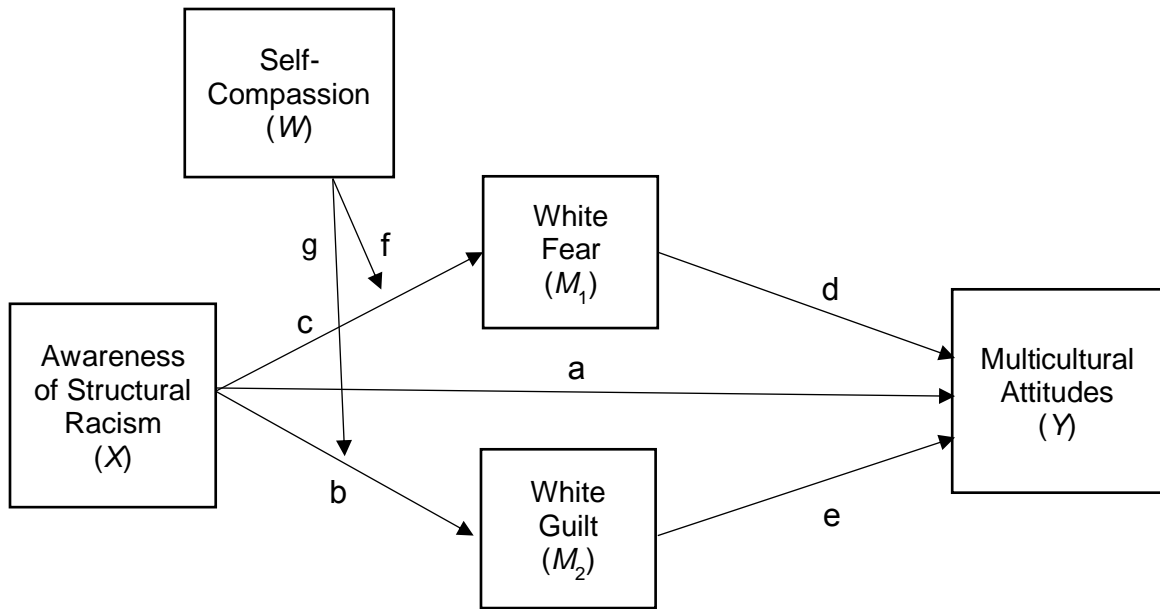 Self-
Compassion
(W)
White
Fear
(M₁)
g
f
d
c
Awareness
of Structural
Racism
(X)
a
Multicultural
Attitudes
(Y)
b
White
Guilt
(M₂)
e